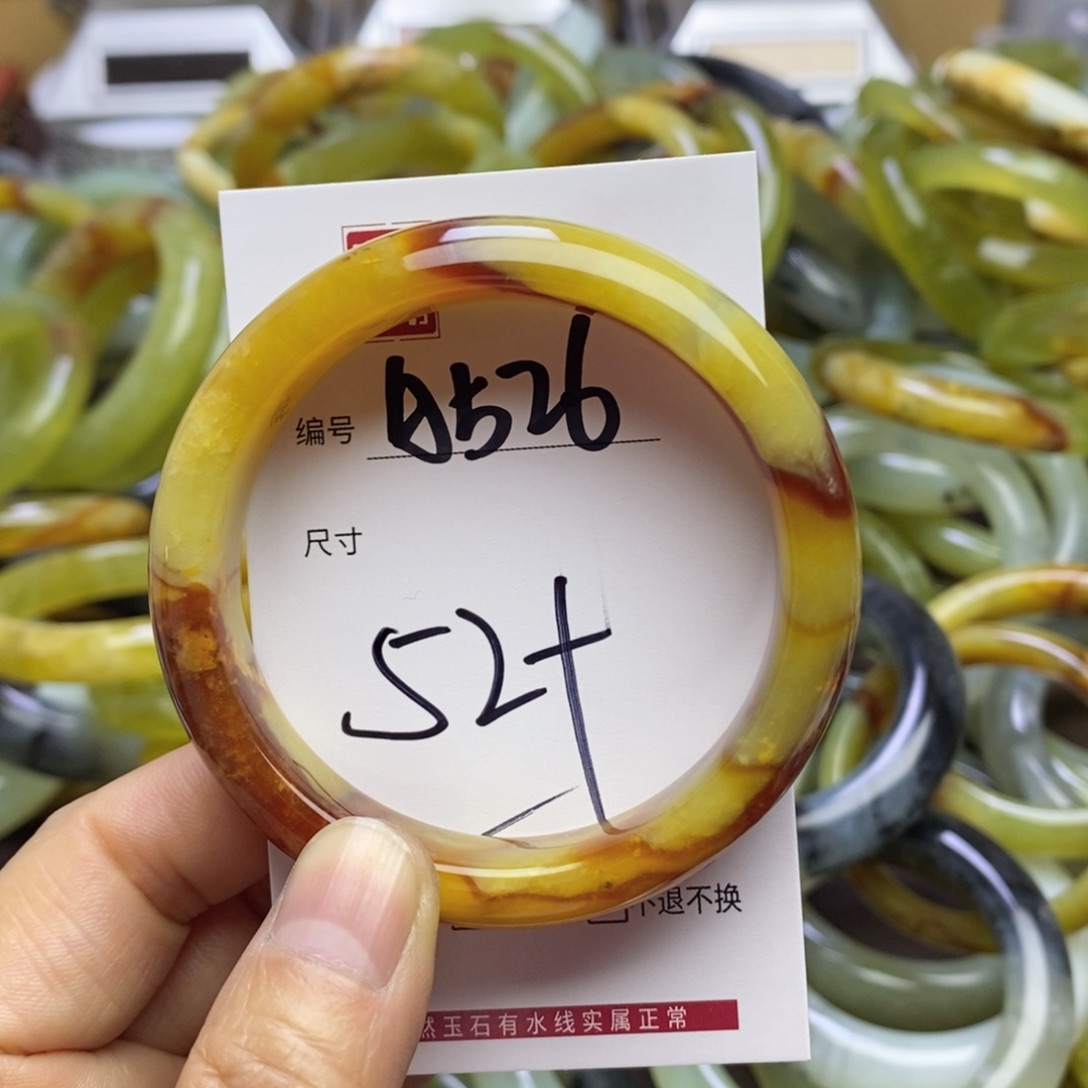 编号 0526
尺寸
52+
不退不换
然玉石有水线实属正常